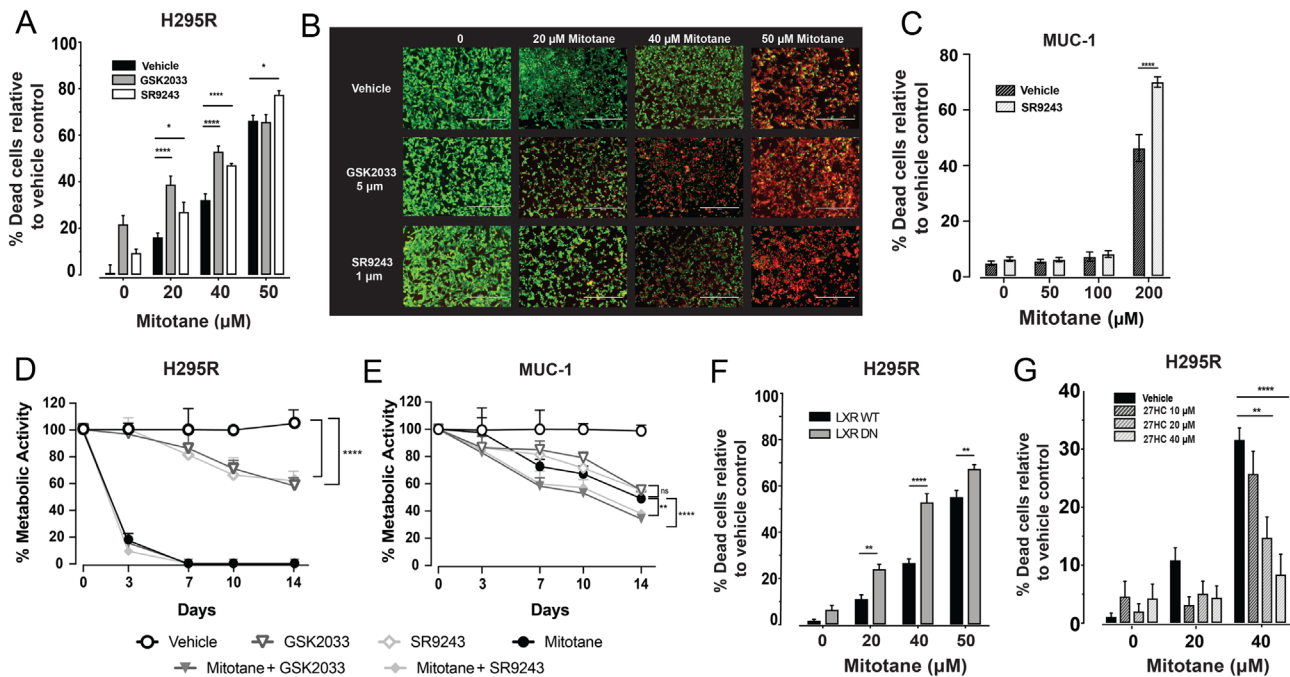 A
H295R
% Dead cells relative
to vehicle control
100
80
60
40
20
0
Vehicle
GSK2033
SR9243
*
****
*
****
****
*
0 20 40 50
Mitotane (µM)
B
0 20 µM Mitotane 40 µM Mitotane 50 µM Mitotane
Vehicle
GSK2033
5 µm
SR9243
1 µm
C
MUC-1
% Dead cells relative
to vehicle control
80
60
40
20
0
Vehicle
SR9243
****
0 50 100 200
Mitotane (µM)
D
H295R
% Metabolic Activity
120
100
80
60
40
20
0
****
0 3 7 10 14
Days
E
MUC-1
% Metabolic Activity
120
100
80
60
40
20
0
ns
**
****
0 3 7 10 14
Days
Vehicle GSK2033 SR9243 Mitotane
Mitotane + GSK2033 Mitotane + SR9243
F
H295R
% Dead cells relative
to vehicle control
100
80
60
40
20
LXR WT
LXR DN
**
****
**
0 20 40 50
Mitotane (µM)
G
H295R
% Dead cells relative
to vehicle control
40
30
20
10
0
Vehicle
27HC 10 µM
27HC 20 µM
27HC 40 µM
****
**
0 20 40
Mitotane (µM)